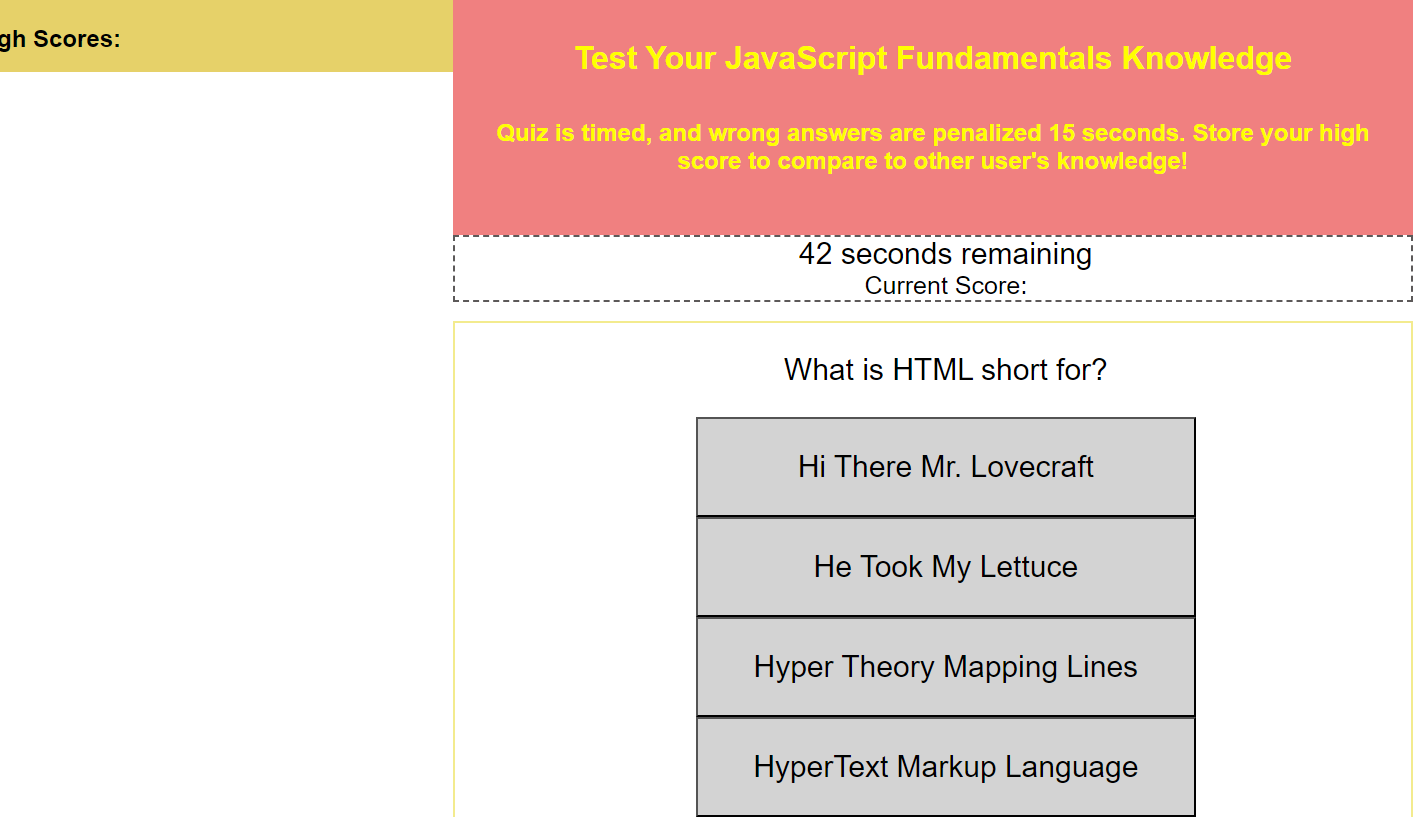 gh Scores:
Test Your JavaScript Fundamentals Knowledge
Quiz is timed, and wrong answers are penalized 15 seconds. Store your high
score to compare to other user's knowledge!
42 seconds remaining
Current Score:
What is HTML short for?
Hi There Mr. Lovecraft
He Took My Lettuce
Hyper Theory Mapping Lines
HyperText Markup Language